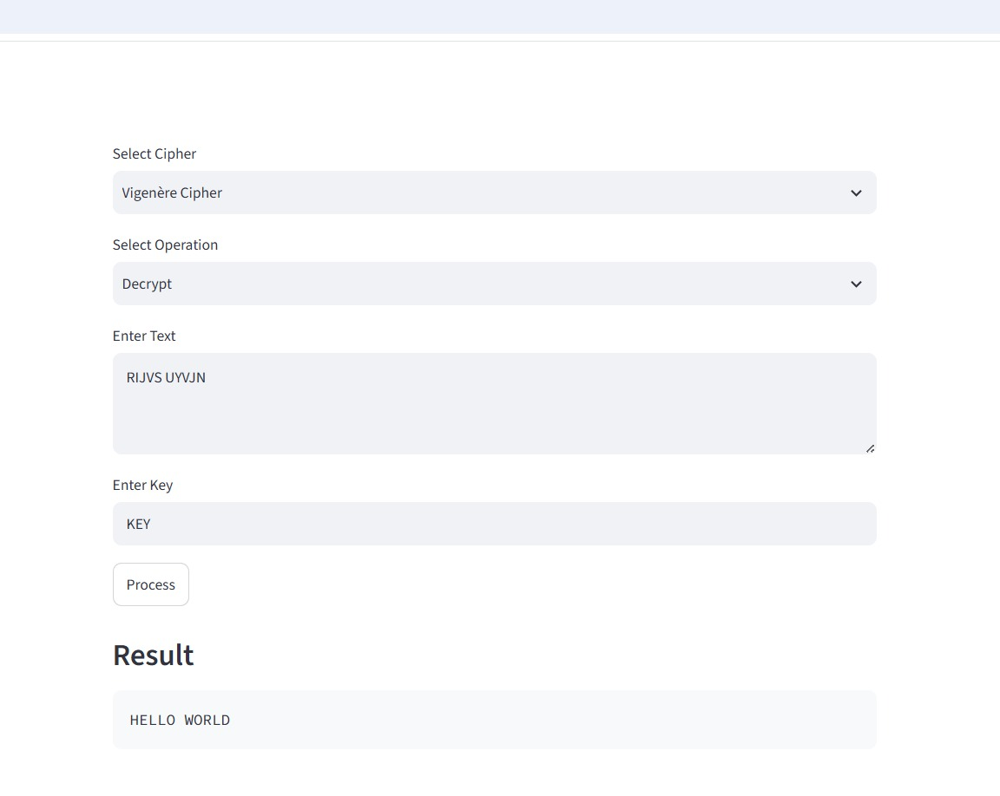 Select Cipher
Vigenère Cipher
Select Operation
Decrypt
Enter Text
RIJVS UYVJN
Enter Key
KEY
Process
Result
HELLO WORLD